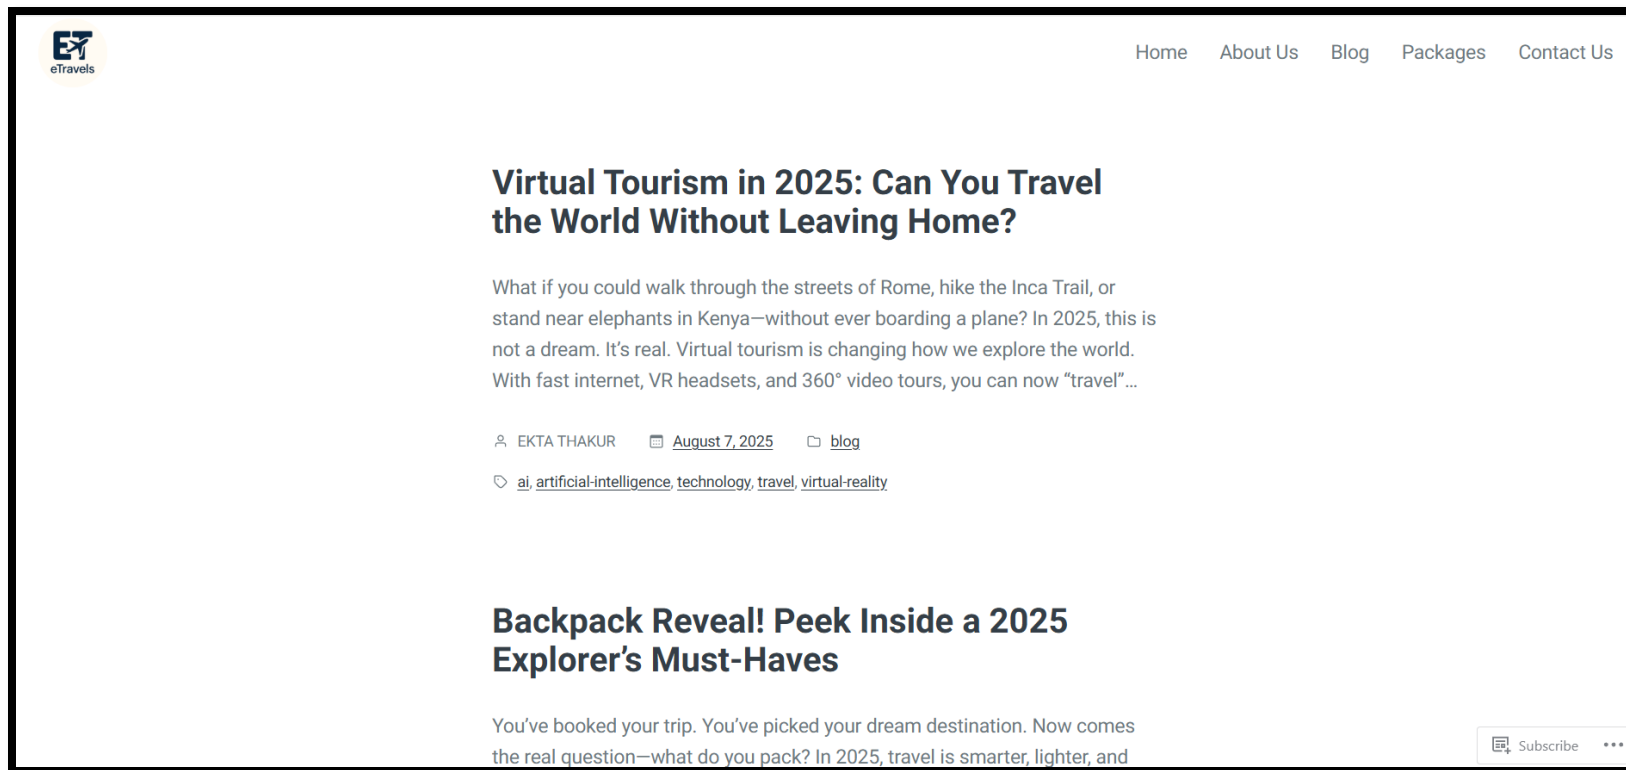 ET
eTravels
Home About Us Blog Packages Contact Us
Virtual Tourism in 2025: Can You Travel
the World Without Leaving Home?
What if you could walk through the streets of Rome, hike the Inca Trail, or
stand near elephants in Kenya—without ever boarding a plane? In 2025, this is
not a dream. It’s real. Virtual tourism is changing how we explore the world.
With fast internet, VR headsets, and 360° video tours, you can now “travel”…
EKTA THAKUR August 7, 2025 blog
ai, artificial-intelligence, technology, travel, virtual-reality
Backpack Reveal! Peek Inside a 2025
Explorer’s Must-Haves
You’ve booked your trip. You’ve picked your dream destination. Now comes
the real question—what do you pack? In 2025, travel is smarter, lighter, and
Subscribe